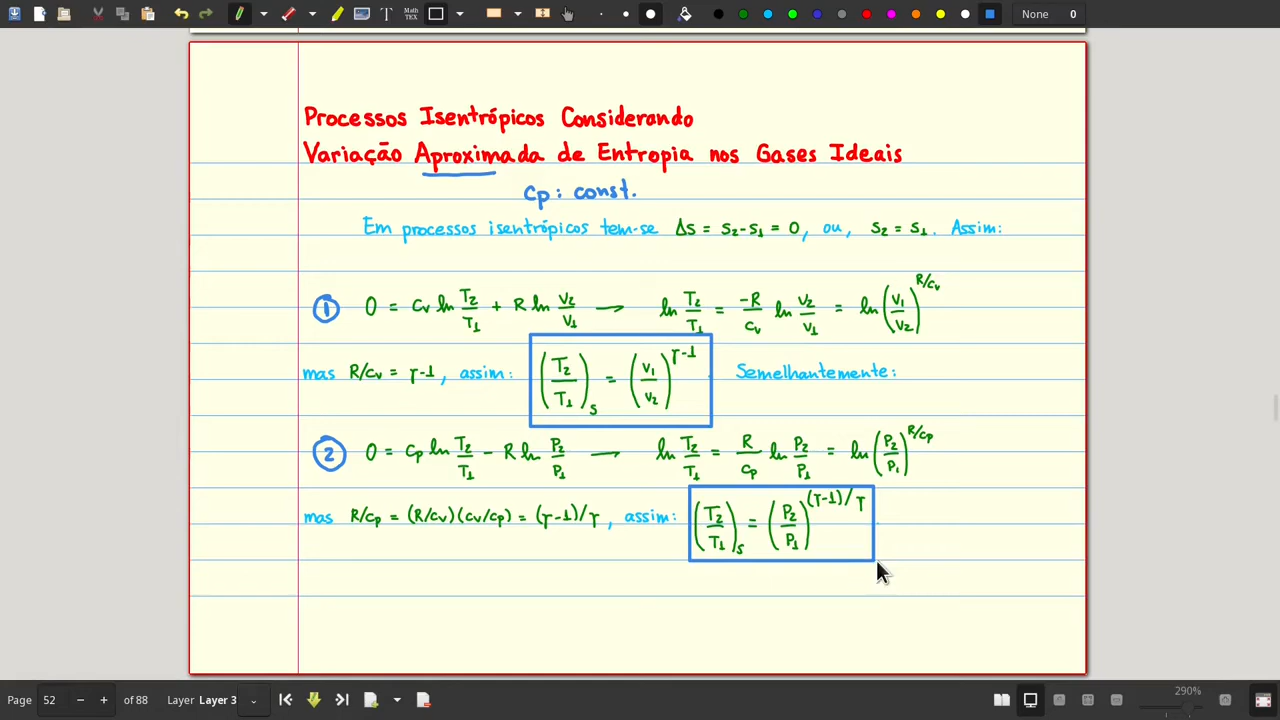 T Math TEX None 0
Processos Isentrópicos Considerando
Variação Aproximada de Entropia nos Gases Ideais
cp: const.
Em processos isentrópicos tem-se Δs = s₂-s₁ = 0, ou, s₂ = s₁. Assim:
① 0 = cv ln T₂/T₁ + R ln v₂/v₁ → ln T₂/T₁ = -R/cv ln v₂/v₁ = ln (v₁/v₂)^R/cv
mas R/cv = γ-1, assim: (T₂/T₁)s = (v₁/v₂)^γ-1 Semelhantemente:
② 0 = cp ln T₂/T₁ - R ln P₂/P₁ → ln T₂/T₁ = R/cp ln P₂/P₁ = ln (P₂/P₁)^R/cp
mas R/cp = (R/cv)(cv/cp) = (γ-1)/γ, assim: (T₂/T₁)s = (P₂/P₁)^(γ-1)/γ
Page 52 of 88 Layer Layer 3 290%